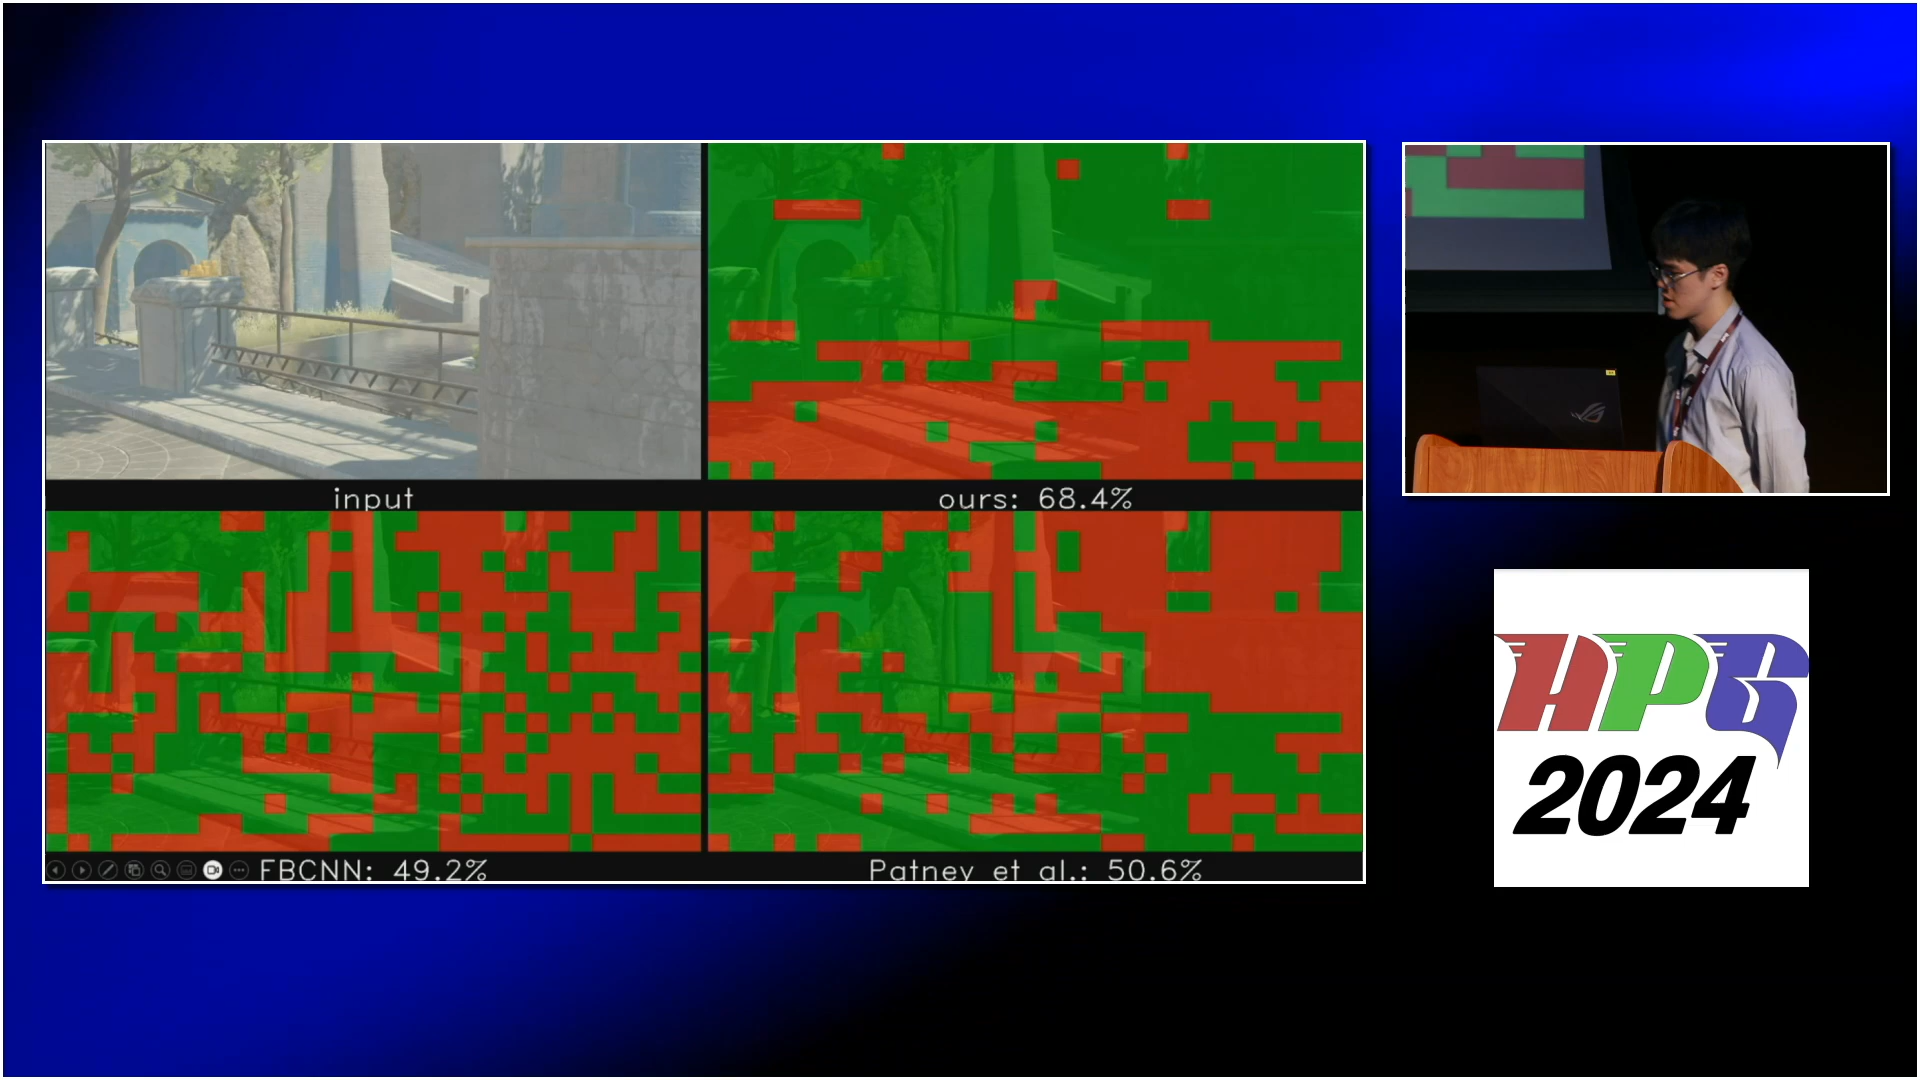 input
ours: 68.4%
FBCNN: 49.2%
Patney et al.: 50.6%
HPG
2024